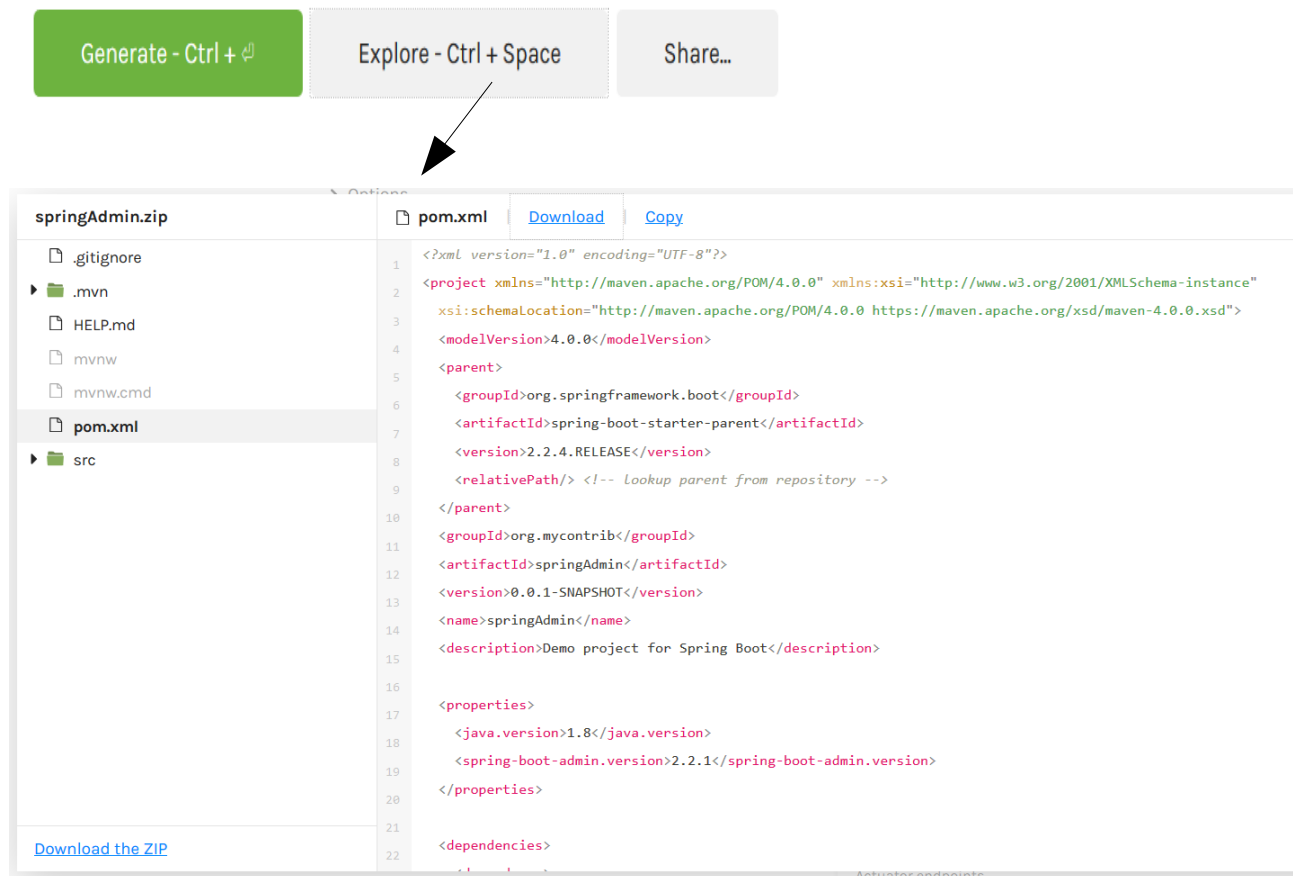 Generate - Ctrl + ⏎
Explore - Ctrl + Space
Share...
Options
springAdmin.zip
.gitignore
.mvn
HELP.md
mvnw
mvnw.cmd
pom.xml
src
Download the ZIP
pom.xml | Download | Copy
1 <?xml version="1.0" encoding="UTF-8"?>
2 <project xmlns="http://maven.apache.org/POM/4.0.0" xmlns:xsi="http://www.w3.org/2001/XMLSchema-instance"
3 xsi:schemaLocation="http://maven.apache.org/POM/4.0.0 https://maven.apache.org/xsd/maven-4.0.0.xsd">
4 <modelVersion>4.0.0</modelVersion>
5 <parent>
6 <groupId>org.springframework.boot</groupId>
7 <artifactId>spring-boot-starter-parent</artifactId>
8 <version>2.2.4.RELEASE</version>
9 <relativePath/> <!-- lookup parent from repository -->
10 </parent>
11 <groupId>org.mycontrib</groupId>
12 <artifactId>springAdmin</artifactId>
13 <version>0.0.1-SNAPSHOT</version>
14 <name>springAdmin</name>
15 <description>Demo project for Spring Boot</description>
16
17 <properties>
18 <java.version>1.8</java.version>
19 <spring-boot-admin.version>2.2.1</spring-boot-admin.version>
20 </properties>
21
22 <dependencies>
Actuator endpoints